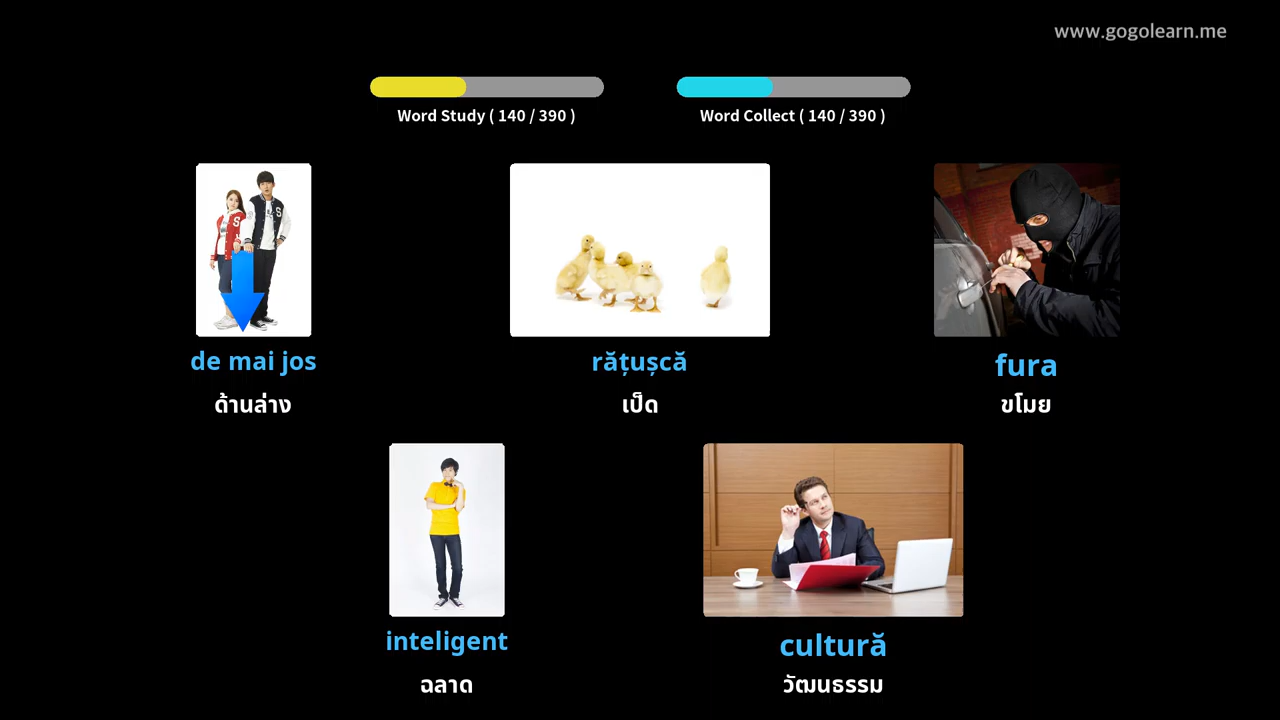 www.gogolearn.me
Word Study ( 140 / 390 )
Word Collect ( 140 / 390 )
de mai jos
ด้านล่าง
rățușcă
เป็ด
fura
ขโมย
inteligent
ฉลาด
cultură
วัฒนธรรม